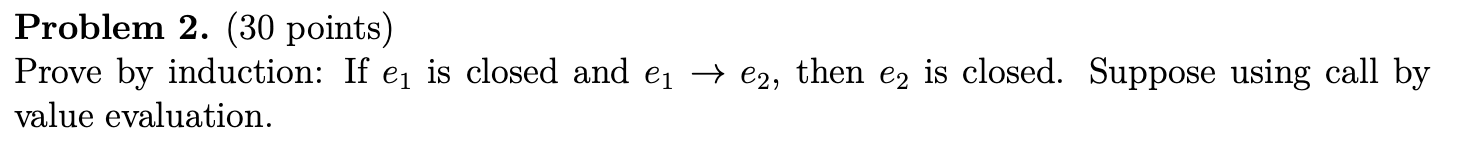 Problem 2. (30 points)
Prove by induction: If e₁ is closed and e₁ → e₂, then e₂ is closed. Suppose using call by
value evaluation.